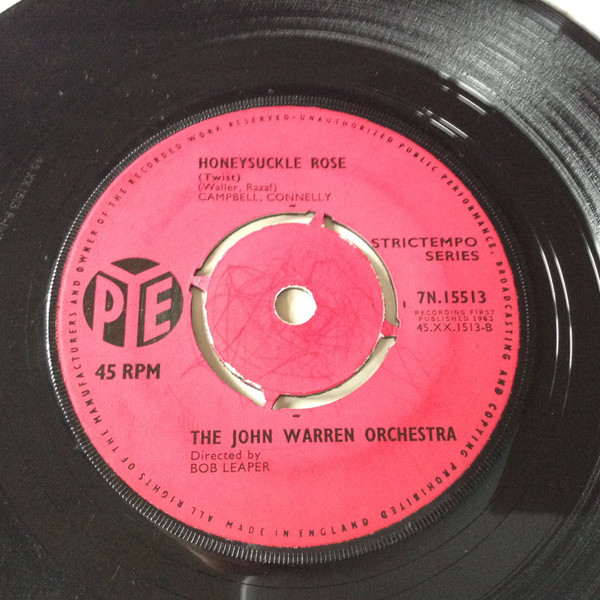 HONEYSUCKLE ROSE
(Twist)
(Waller, Razaf)
CAMPBELL, CONNELLY
STRICTEMPO
SERIES
PYE
7N.15513
RECORDING FIRST
PUBLISHED 1963
45.XX.1513-B
45 RPM
THE JOHN WARREN ORCHESTRA
Directed by
BOB LEAPER
ALL RIGHTS OF THE MANUFACTURERS AND OWNER OF THE RECORDED WORK RESERVED-UNAUTHORIZED PUBLIC PERFORMANCE, BROADCASTING AND COPYING PROHIBITED
MADE IN ENGLAND